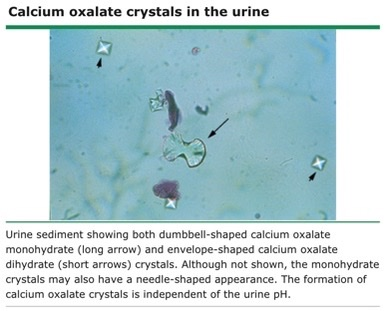 Calcium oxalate crystals in the urine
Urine sediment showing both dumbbell-shaped calcium oxalate
monohydrate (long arrow) and envelope-shaped calcium oxalate
dihydrate (short arrows) crystals. Although not shown, the monohydrate
crystals may also have a needle-shaped appearance. The formation of
calcium oxalate crystals is independent of the urine pH.